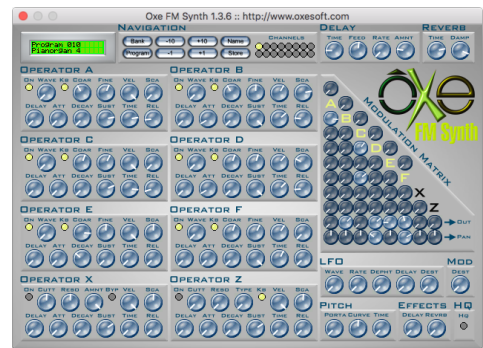 Oxe FM Synth 1.3.6 :: http://www.oxesoft.com
NAVIGATION DELAY REVERB
Program 010
Pianorgan 4
Bank -10 +10 Name CHANNELS
Program -1 +1 Store
TIME FEED RATE AMNT TIME DAMP
OPERATOR A OPERATOR B
ON WAVE KB COAR FINE VEL SCA ON WAVE KB COAR FINE VEL SCA
DELAY ATT DECAY SUST TIME REL DELAY ATT DECAY SUST TIME REL
OPERATOR C OPERATOR D
ON WAVE KB COAR FINE VEL SCA ON WAVE KB COAR FINE VEL SCA
DELAY ATT DECAY SUST TIME REL DELAY ATT DECAY SUST TIME REL
OPERATOR E OPERATOR F
ON WAVE KB COAR FINE VEL SCA ON WAVE KB COAR FINE VEL SCA
DELAY ATT DECAY SUST TIME REL DELAY ATT DECAY SUST TIME REL
OPERATOR X OPERATOR Z
ON CUTT RESO AMNT BYP VEL SCA ON CUTT RESO TYPE KB VEL SCA
DELAY ATT DECAY SUST TIME REL DELAY ATT DECAY SUST TIME REL
ôxe
FM Synth
MODULATION MATRIX
A
B
C
D
E
F
X
Z
OUT
PAN
LFO MOD
WAVE RATE DEPHT DELAY DEST DEST
PITCH EFFECTS HQ
PORTA CURVE TIME DELAY REVRB HQ